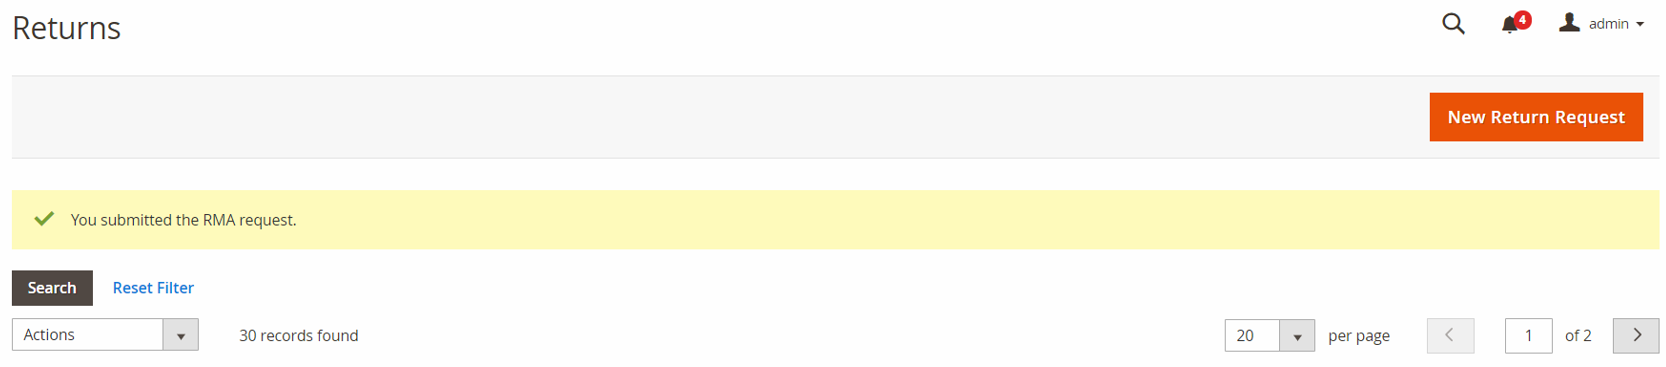 Returns
4
admin
New Return Request
You submitted the RMA request.
Search Reset Filter
Actions 30 records found 20 per page 1 of 2